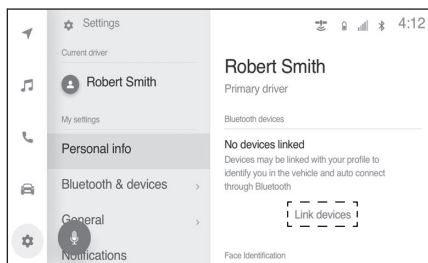 Settings
4:12
Current driver
Robert Smith
My settings
Personal info
Bluetooth & devices
General
Notifications
Robert Smith
Primary driver
Bluetooth devices
No devices linked
Devices may be linked with your profile to
identify you in the vehicle and auto connect
through Bluetooth
Link devices
Face Identification